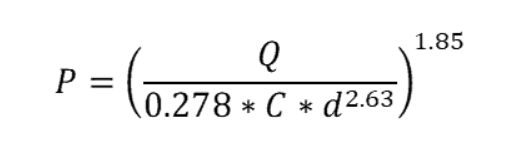 P = (Q / 0.278 * C * d^2.63)^1.85